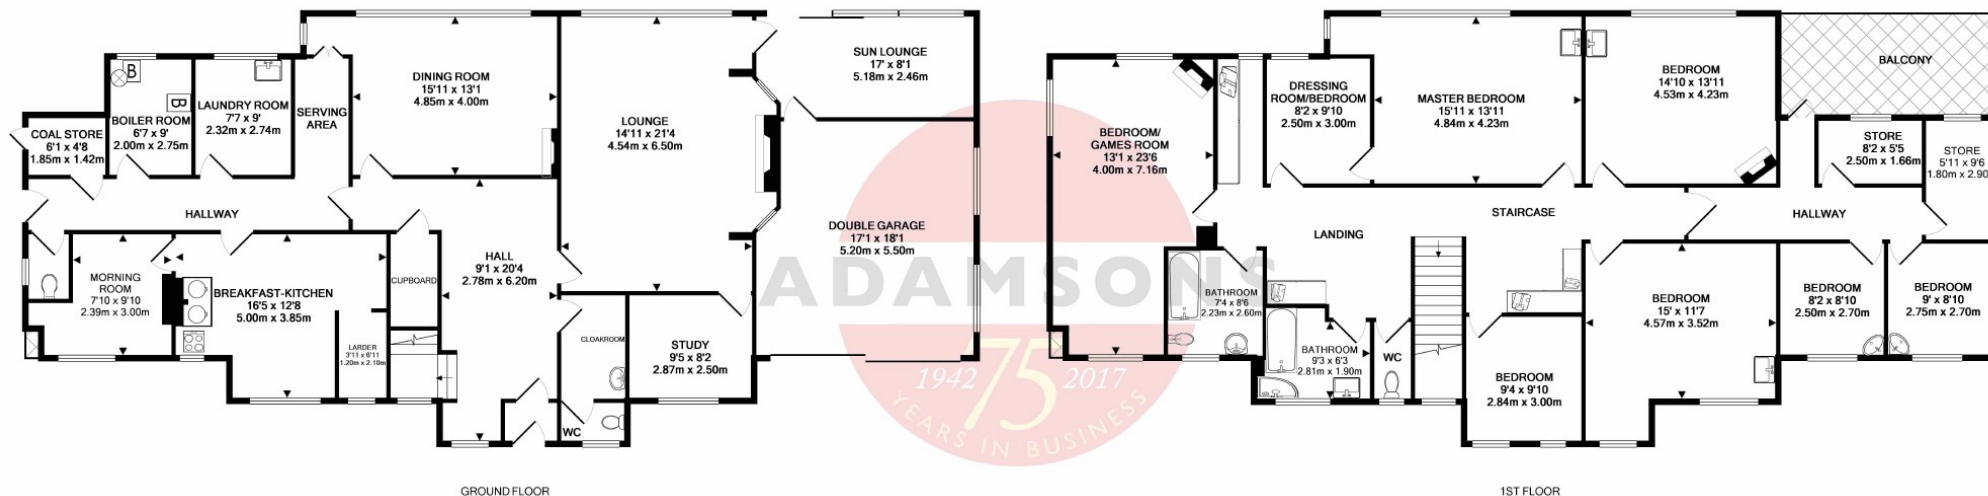 DINING ROOM
15'11 x 13'1
4.85m x 4.00m
SUN LOUNGE
17' x 8'1
5.18m x 2.46m
B
B
LAUNDRY ROOM
7'7 x 9'
2.32m x 2.74m
SERVING
AREA
BOILER ROOM
6'7 x 9'
2.00m x 2.75m
COAL STORE
6'1 x 4'8
1.85m x 1.42m
LOUNGE
14'11 x 21'4
4.54m x 6.50m
HALLWAY
DOUBLE GARAGE
17'1 x 18'1
5.20m x 5.50m
HALL
9'1 x 20'4
2.78m x 6.20m
CUPBOARD
MORNING
ROOM
7'10 x 9'10
2.39m x 3.00m
BREAKFAST-KITCHEN
16'5 x 12'8
5.00m x 3.85m
LARDER
3'11 x 6'11
1.20m x 2.10m
CLOAKROOM
STUDY
9'5 x 8'2
2.87m x 2.50m
WC
GROUND FLOOR
ADAMSONS
1942 75 2017
YEARS IN BUSINESS
BALCONY
BEDROOM
14'10 x 13'11
4.53m x 4.23m
MASTER BEDROOM
15'11 x 13'11
4.84m x 4.23m
DRESSING
ROOM/BEDROOM
8'2 x 9'10
2.50m x 3.00m
BEDROOM/
GAMES ROOM
13'1 x 23'6
4.00m x 7.16m
STORE
8'2 x 5'5
2.50m x 1.66m
STORE
5'11 x 9'6
1.80m x 2.90
STAIRCASE
HALLWAY
LANDING
BATHROOM
7'4 x 8'6
2.23m x 2.60m
BATHROOM
9'3 x 6'3
2.81m x 1.90m
WC
BEDROOM
9'4 x 9'10
2.84m x 3.00m
BEDROOM
15' x 11'7
4.57m x 3.52m
BEDROOM
8'2 x 8'10
2.50m x 2.70m
BEDROOM
9' x 8'10
2.75m x 2.70m
1ST FLOOR